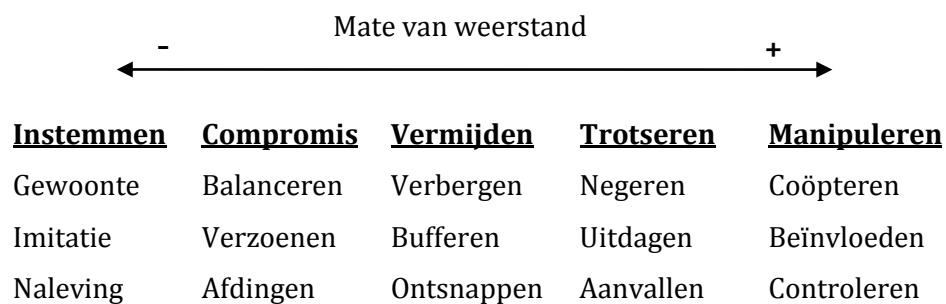 Mate van weerstand
- +
Instemmen Compromis Vermijden Trotseren Manipuleren
Gewoonte Balanceren Verbergen Negeren Coöpteren
Imitatie Verzoenen Bufferen Uitdagen Beïnvloeden
Naleving Afdingen Ontsnappen Aanvallen Controleren